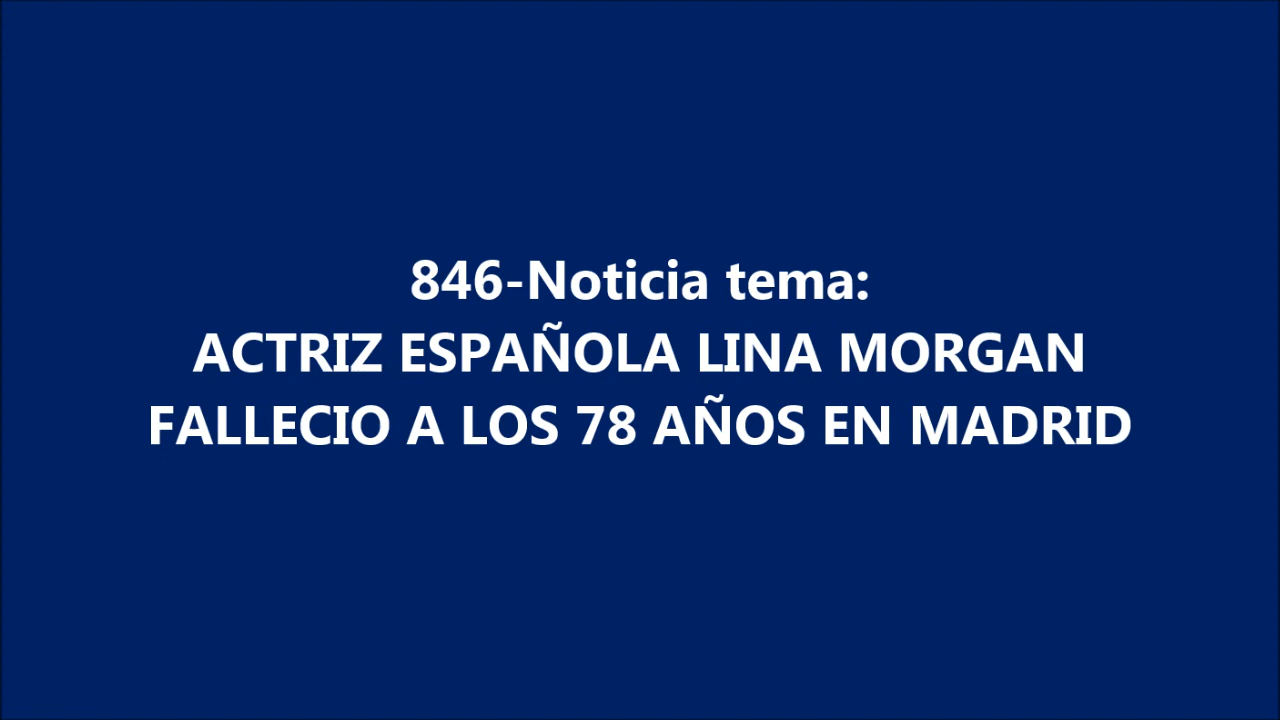 846-Noticia tema:
ACTRIZ ESPAÑOLA LINA MORGAN
FALLECIO A LOS 78 AÑOS EN MADRID